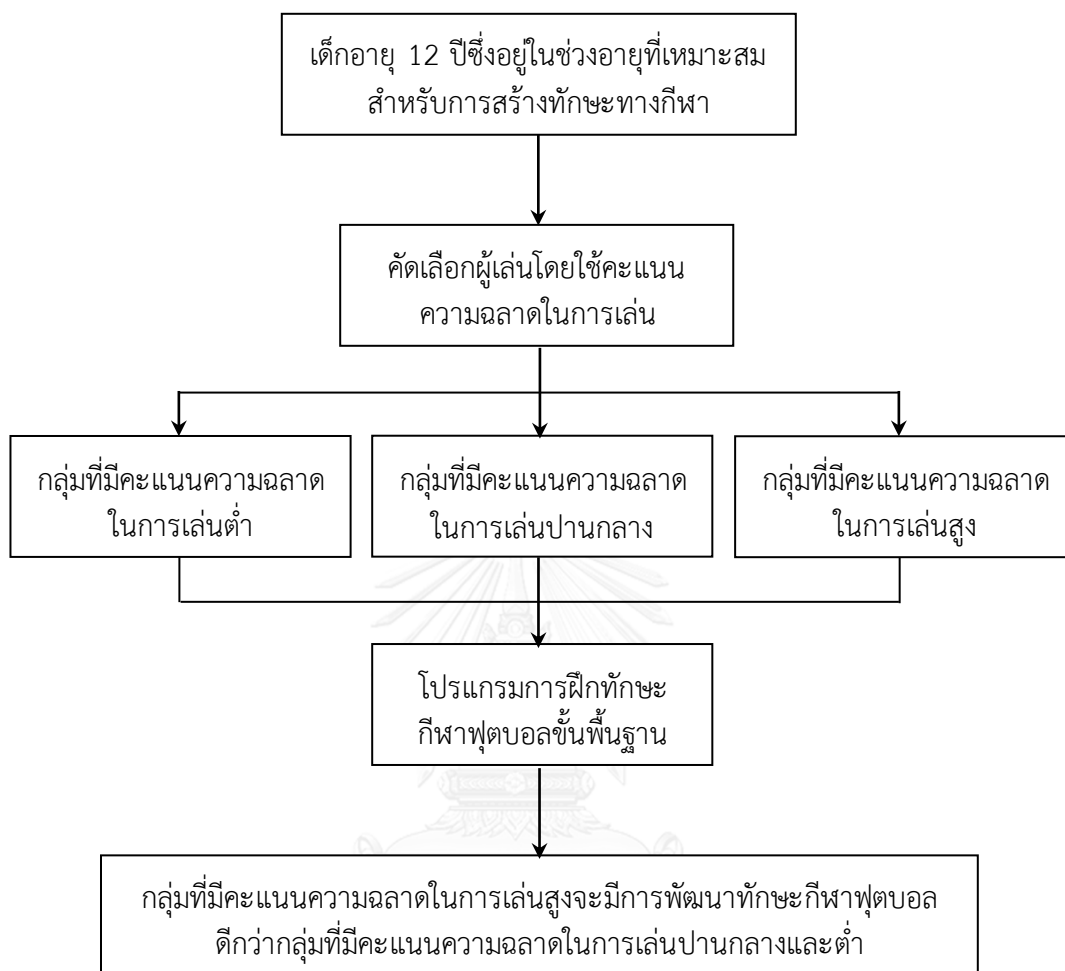 เด็กอายุ 12 ปีซึ่งอยู่ในช่วงอายุที่เหมาะสม
สำหรับการสร้างทักษะทางกีฬา
คัดเลือกผู้เล่นโดยใช้คะแนน
ความฉลาดในการเล่น
กลุ่มที่มีคะแนนความฉลาด
ในการเล่นต่ำ
กลุ่มที่มีคะแนนความฉลาด
ในการเล่นปานกลาง
กลุ่มที่มีคะแนนความฉลาด
ในการเล่นสูง
โปรแกรมการฝึกทักษะ
กีฬาฟุตบอลขั้นพื้นฐาน
กลุ่มที่มีคะแนนความฉลาดในการเล่นสูงจะมีการพัฒนาทักษะกีฬาฟุตบอล
ดีกว่ากลุ่มที่มีคะแนนความฉลาดในการเล่นปานกลางและต่ำ